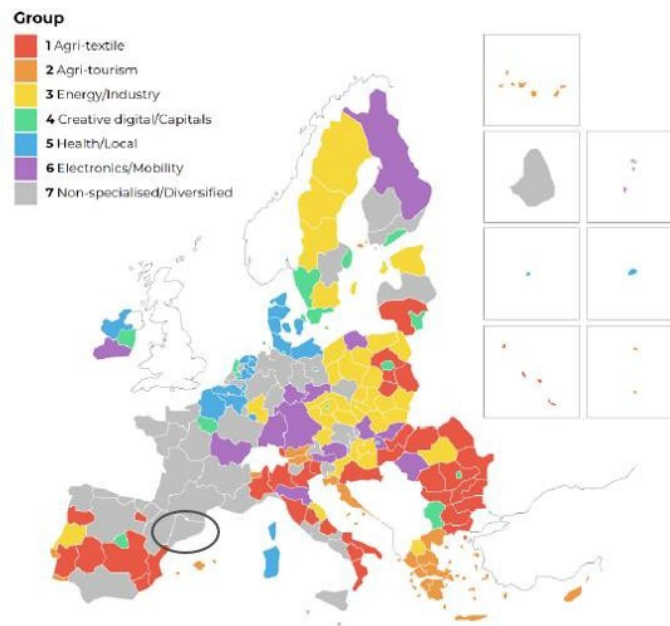 Group
1 Agri-textile
2 Agri-tourism
3 Energy/Industry
4 Creative digital/Capitals
5 Health/Local
6 Electronics/Mobility
7 Non-specialised/Diversified